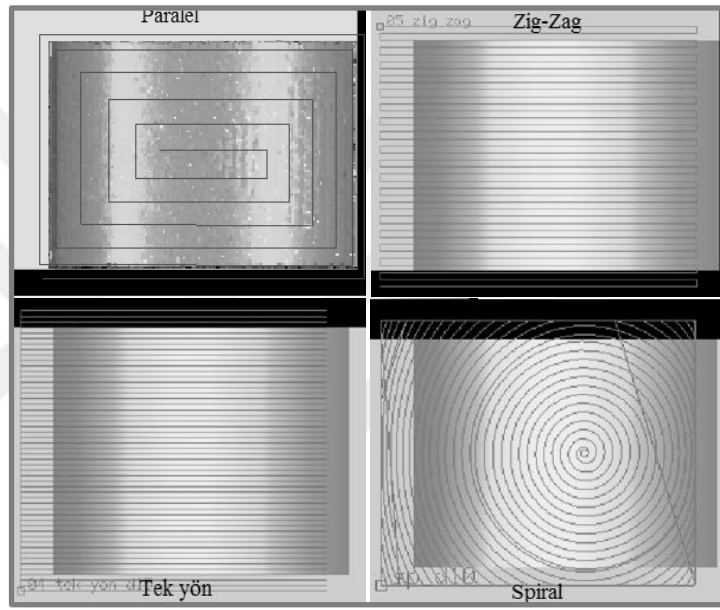 Paralel
05 zig zag
Zig-Zag
04 tek yon
Tek yön
Spiral